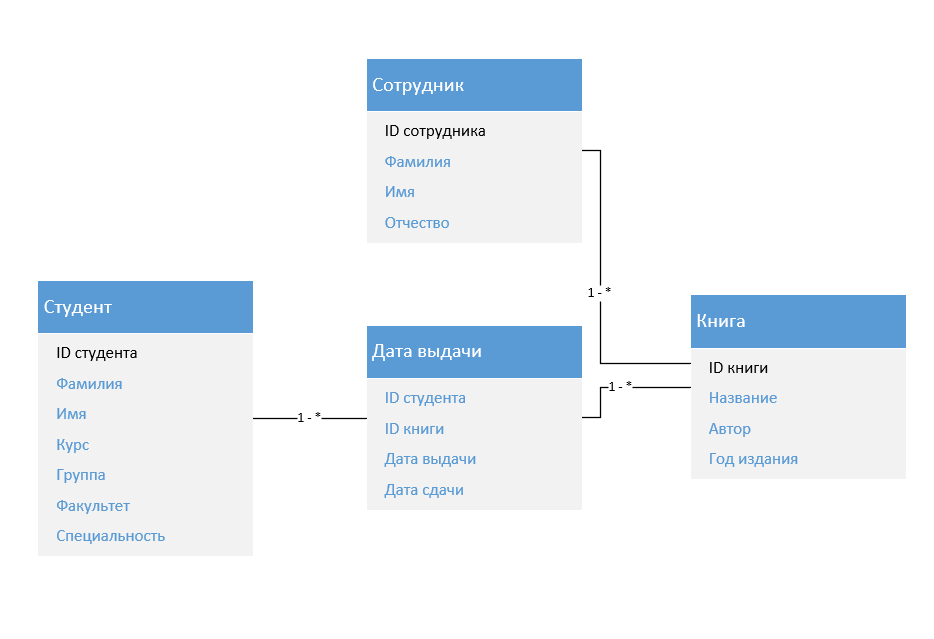 Сотрудник
ID сотрудника
Фамилия
Имя
Отчество
1 - *
Студент
ID студента
Фамилия
Имя
Курс
Группа
Факультет
Специальность
1 - *
Дата выдачи
ID студента
ID книги
Дата выдачи
Дата сдачи
1 - *
Книга
ID книги
Название
Автор
Год издания